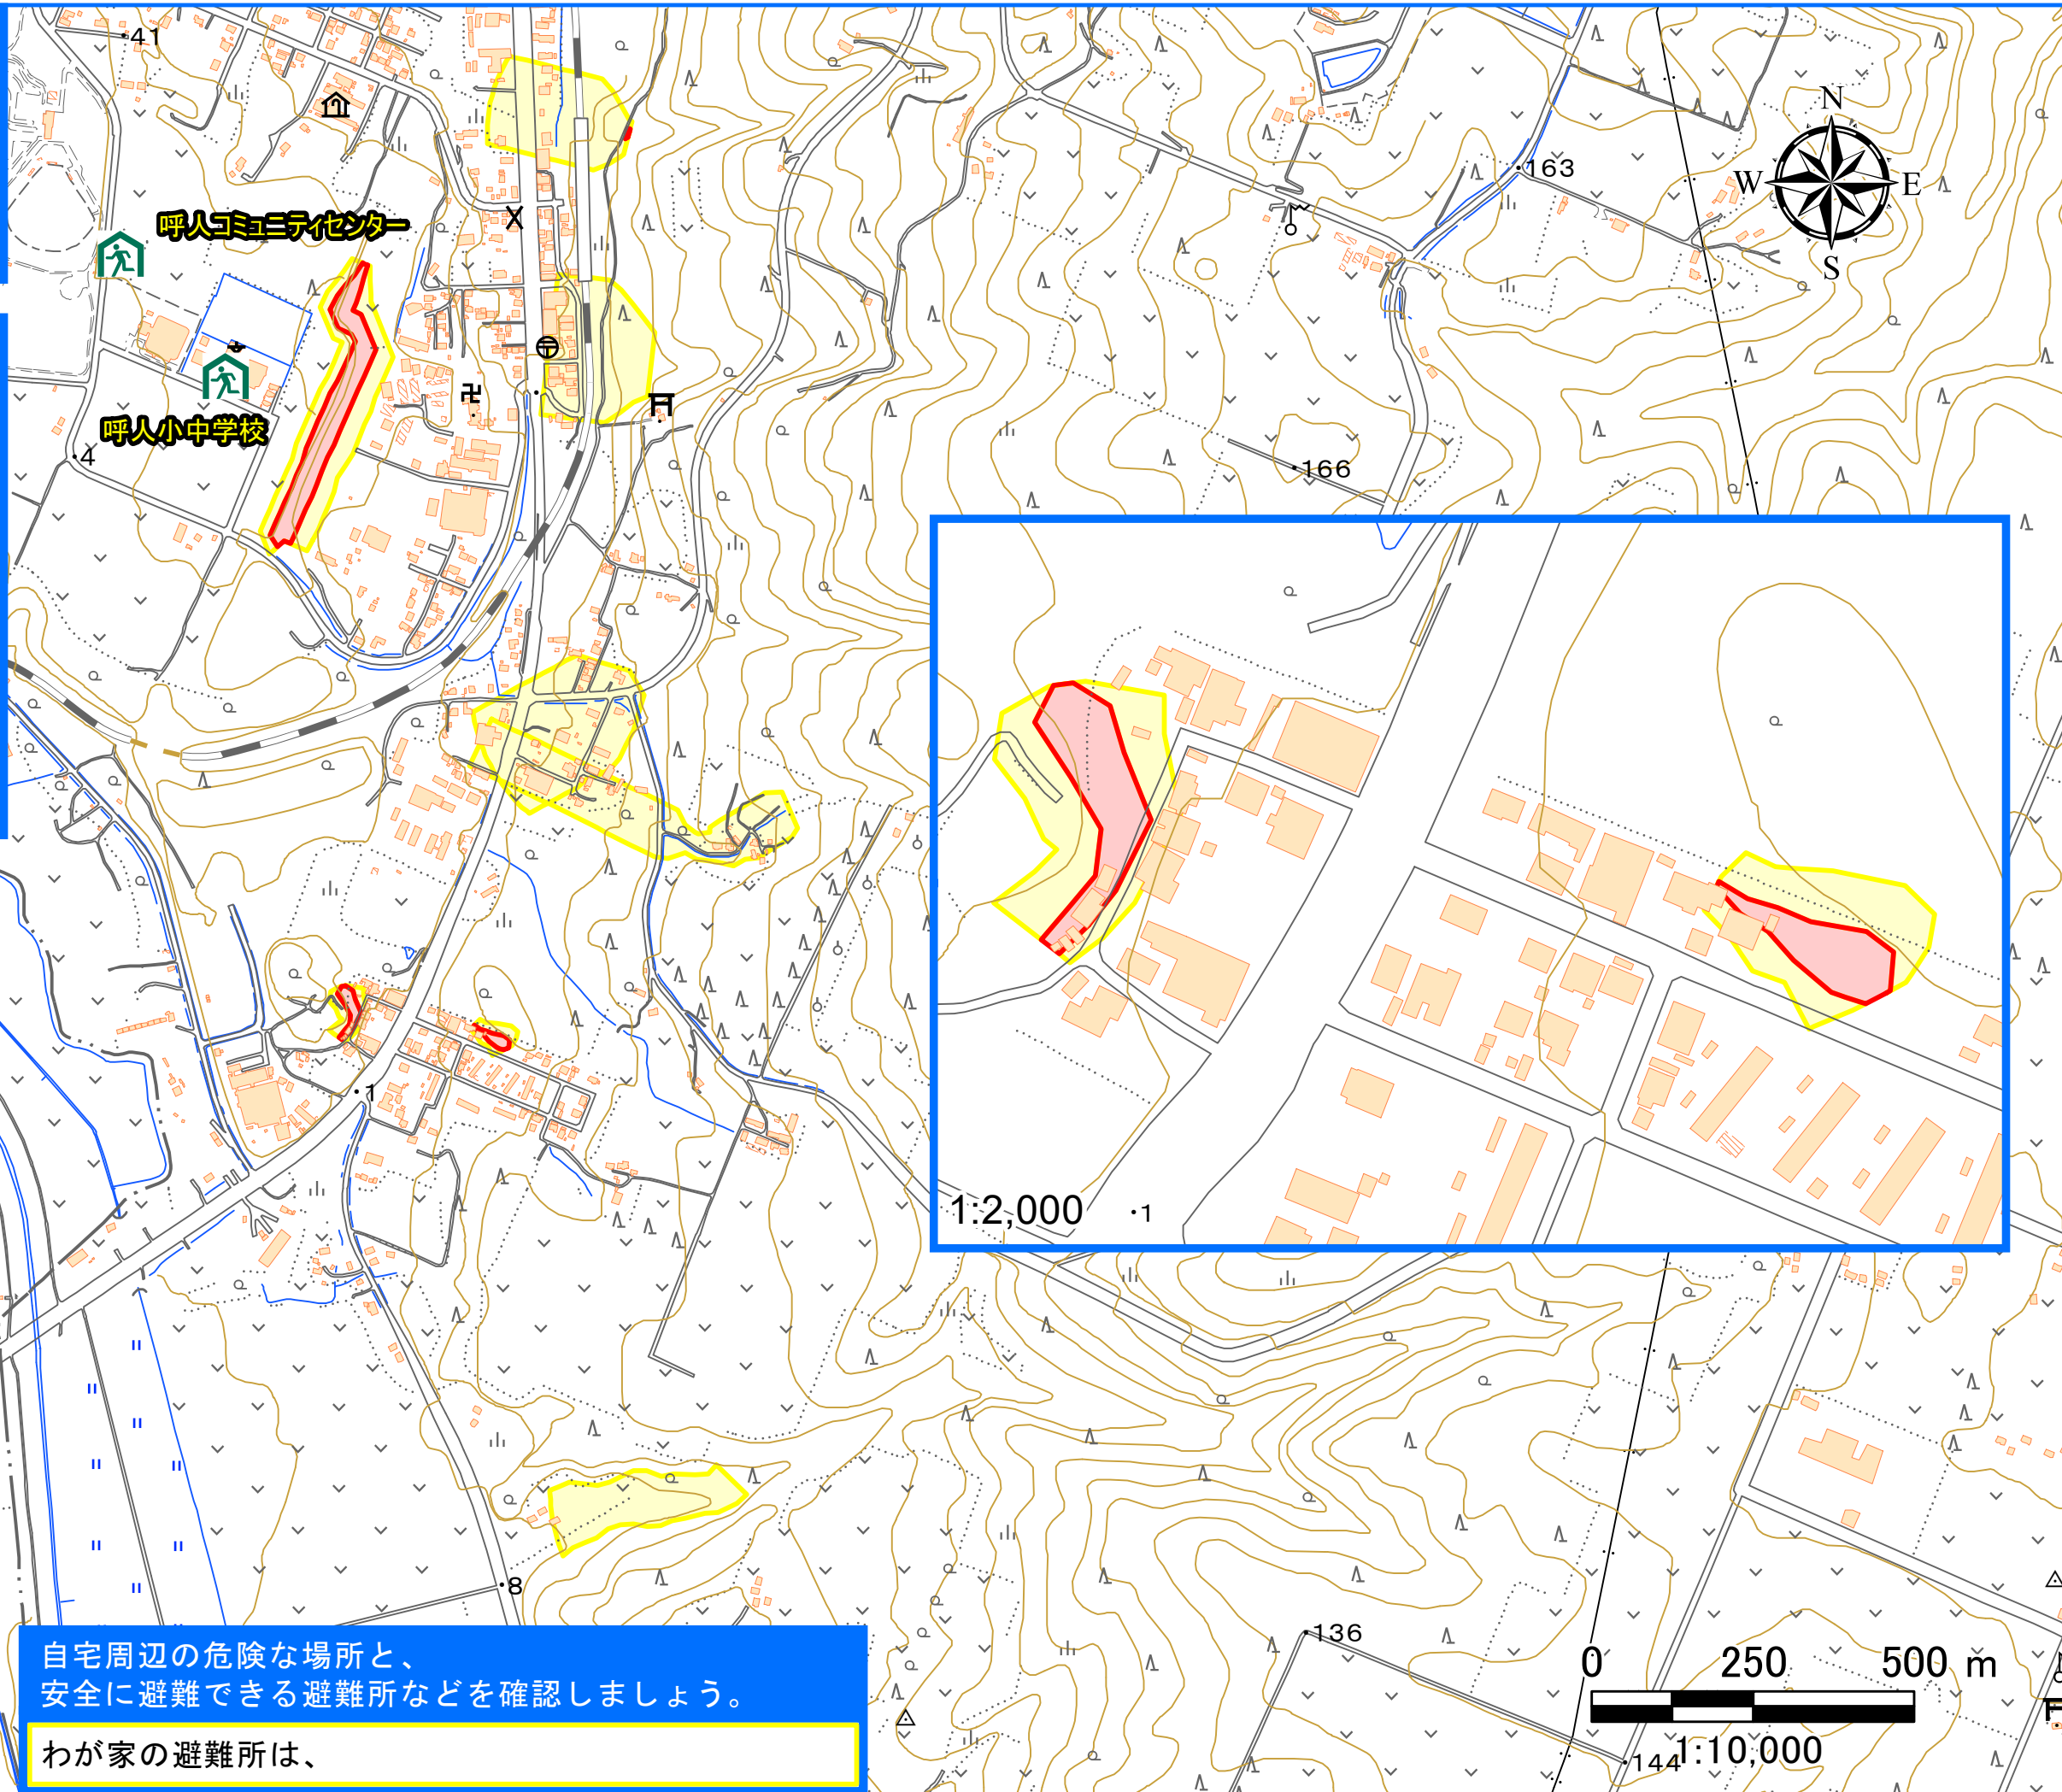 41
N
163
W
E
S
呼人コミュニティセンター
呼人小中学校
4
166
1:2,000
1
1
8
136
0 250 500 m
1:10,000
144
自宅周辺の危険な場所と、
安全に避難できる避難所などを確認しましょう。
わが家の避難所は、